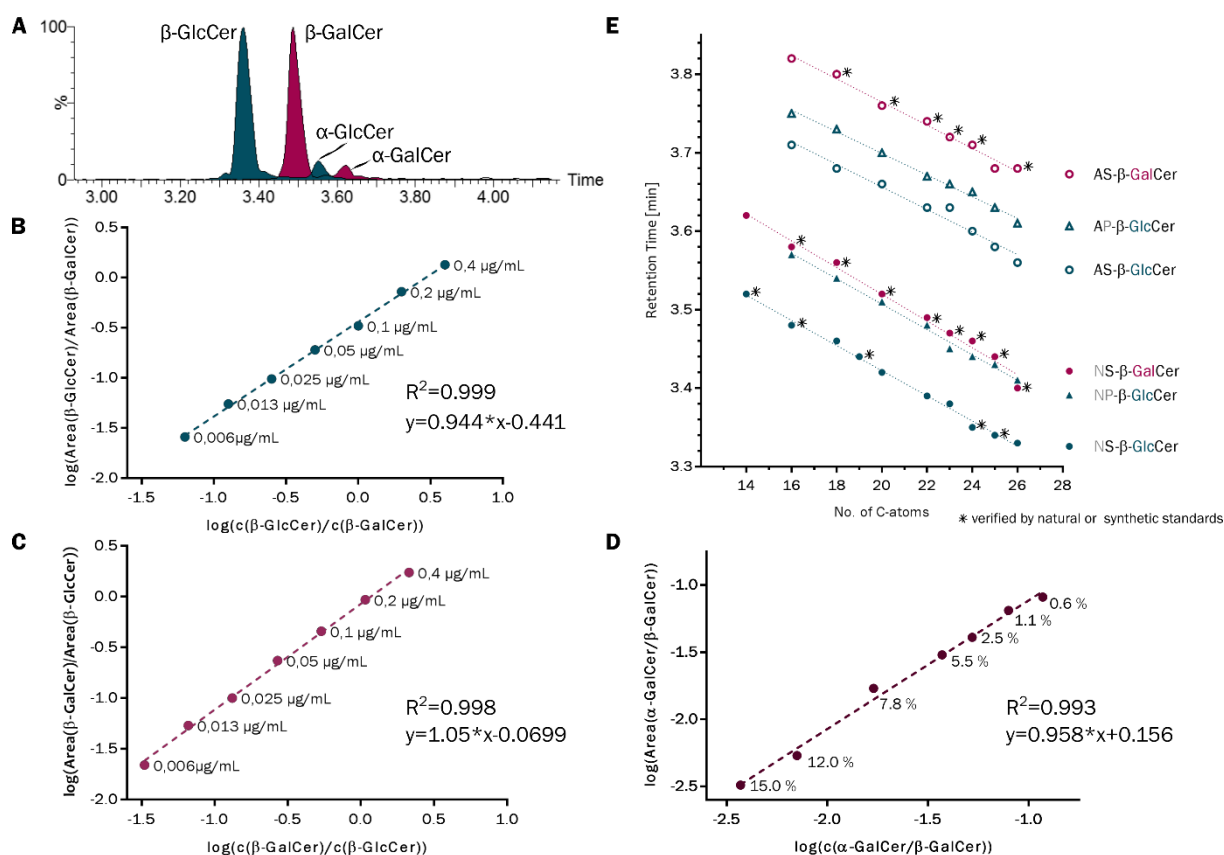 A
β-GlcCer
β-GalCer
α-GlcCer
α-GalCer
100
%
0
3.00
3.20
3.40
3.60
3.80
4.00
Time
B
log(Area(β-GlcCer)/Area(β-GalCer))
0.5
0.0
-0.5
-1.0
-1.5
-2.0
0,4 µg/mL
0,2 µg/mL
0,1 µg/mL
0,05 µg/mL
0,025 µg/mL
0,013 µg/mL
0,006µg/mL
R²=0.999
y=0.944*x-0.441
-1.5
-1.0
-0.5
0.0
0.5
1.0
log(c(β-GlcCer)/c(β-GalCer))
C
log(Area(β-GalCer)/Area(β-GlcCer))
0.5
0.0
-0.5
-1.0
-1.5
-2.0
0,4 µg/mL
0,2 µg/mL
0,1 µg/mL
0,05 µg/mL
0,025 µg/mL
0,013 µg/mL
0,006µg/mL
R²=0.998
y=1.05*x-0.0699
-1.5
-1.0
-0.5
0.0
0.5
1.0
log(c(β-GalCer)/c(β-GlcCer))
E
Retention Time [min]
3.8
3.7
3.6
3.5
3.4
3.3
AS-β-GalCer
AP-β-GlcCer
AS-β-GlcCer
NS-β-GalCer
NP-β-GlcCer
NS-β-GlcCer
14
16
18
20
22
24
26
28
No. of C-atoms
* verified by natural or synthetic standards
D
log(Area(α-GalCer/β-GalCer))
-1.0
-1.5
-2.0
-2.5
0.6 %
1.1 %
2.5 %
5.5 %
7.8 %
12.0 %
15.0 %
R²=0.993
y=0.958*x+0.156
-2.5
-2.0
-1.5
-1.0
log(c(α-GalCer/β-GalCer))